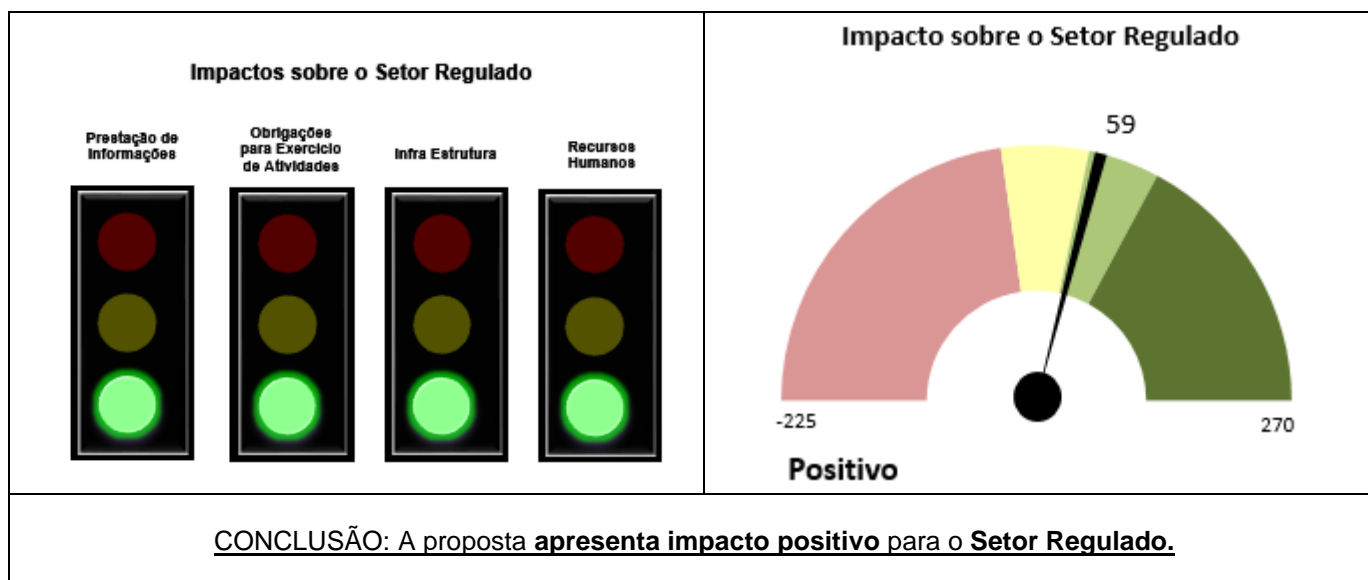 Impactos sobre o Setor Regulado
Prestação de
Informações
Obrigações
para Exercício
de Atividades
Infra Estrutura
Recursos
Humanos
Impacto sobre o Setor Regulado
59
-225
270
Positivo
CONCLUSÃO: A proposta apresenta impacto positivo para o Setor Regulado.